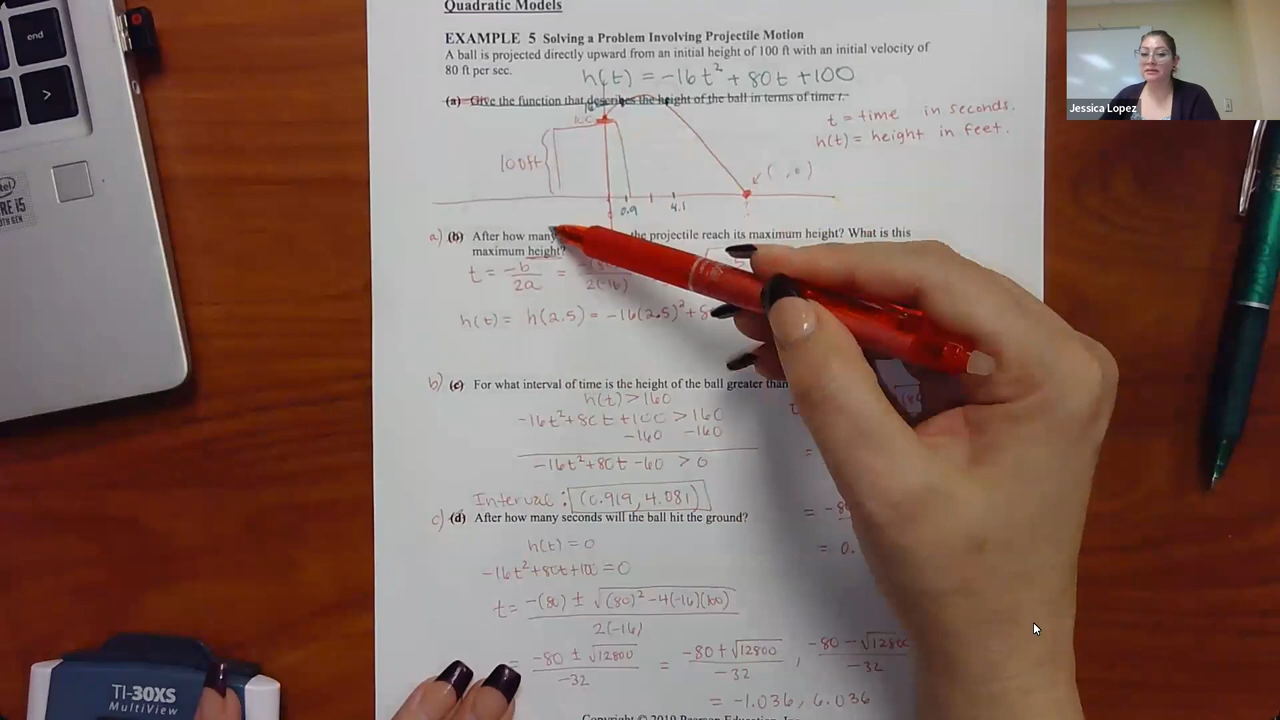 Quadratic Models
EXAMPLE 5 Solving a Problem Involving Projectile Motion
A ball is projected directly upward from an initial height of 100 ft with an initial velocity of
80 ft per sec.
h(t) = -16t² + 80t + 100
(a) Give the function that describes the height of the ball in terms of time t.
t = time in seconds.
h(t) = height in feet.
100
100ft
( , 0)
0.9
4.1
a) (b) After how many the projectile reach its maximum height? What is this
maximum height?
t = -b/2a = 2(-16)
h(t) = h(2.5) = -16(2.5)² + 8
b) (c) For what interval of time is the height of the ball greater than
h(t) > 160
-16t² + 80t + 100 > 160
-160 -160
-16t² + 80t - 60 > 0
Interval: (0.919, 4.081)
c) (d) After how many seconds will the ball hit the ground?
= -80
= 0.
h(t) = 0
-16t² + 80t + 100 = 0
t = -(80) ± √(80)² - 4(-16)(100) / 2(-16)
= -80 ± √12800 / -32 = -80 + √12800 / -32 , -80 - √12800 / -32
= -1.036, 6.036
Jessica Lopez
end
intel
CORE i5
TI-30XS
MultiView